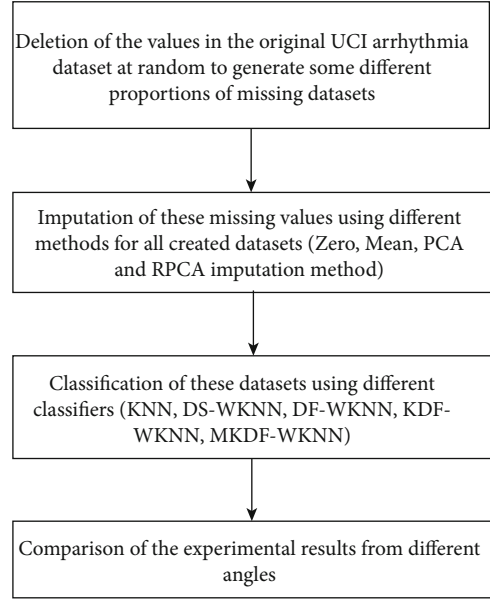 Deletion of the values in the original UCI arrhythmia
dataset at random to generate some different
proportions of missing datasets
Imputation of these missing values using different
methods for all created datasets (Zero, Mean, PCA
and RPCA imputation method)
Classification of these datasets using different
classifiers (KNN, DS-WKNN, DF-WKNN, KDF-
WKNN, MKDF-WKNN)
Comparison of the experimental results from different
angles